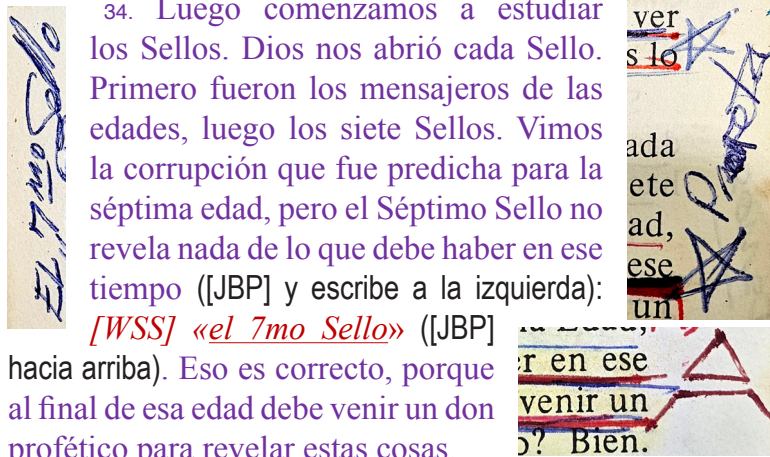 34. Luego comenzamos a estudiar
los Sellos. Dios nos abrió cada Sello.
Primero fueron los mensajeros de las
edades, luego los siete Sellos. Vimos
la corrupción que fue predicha para la
séptima edad, pero el Séptimo Sello no
revela nada de lo que debe haber en ese
tiempo ([JBP] y escribe a la izquierda):
[WSS] «el 7mo Sello» ([JBP]
hacia arriba). Eso es correcto, porque
al final de esa edad debe venir un don
profético para revelar estas cosas
EL 7mo Sello
ver
s lo
ada
ete
ad,
ese
un
Profeta
r en ese
venir un
o? Bien.